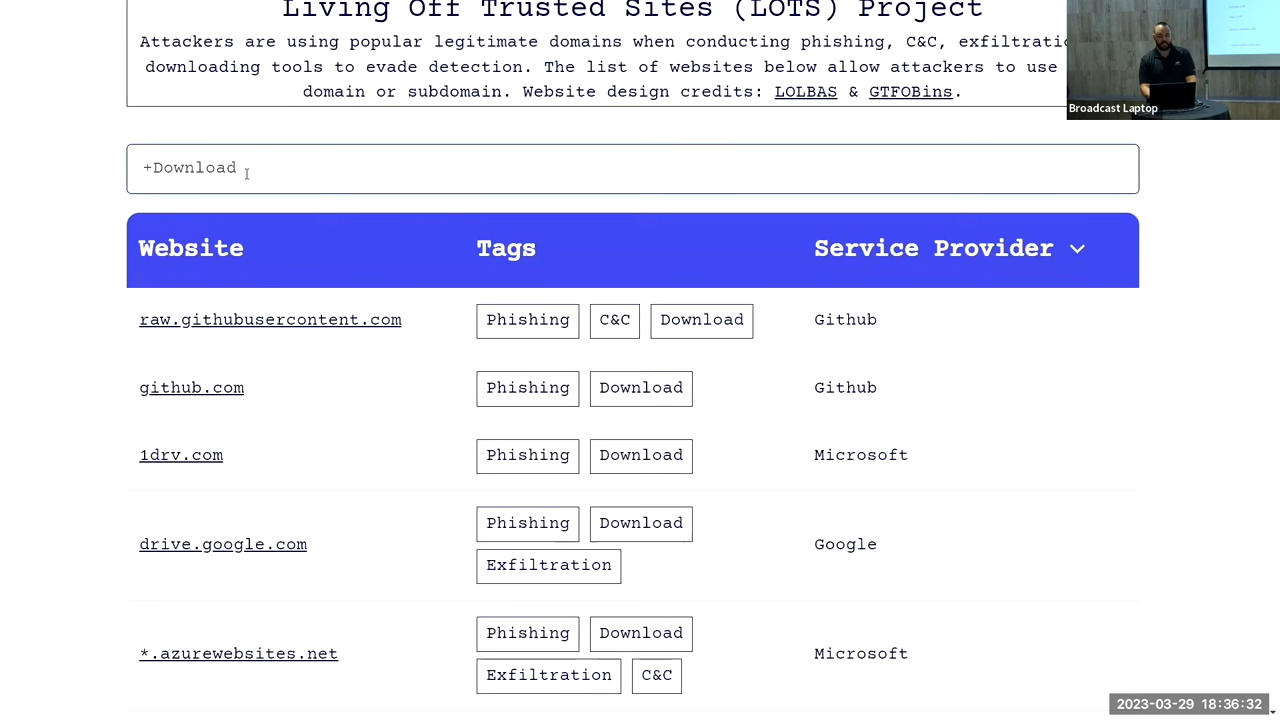 Living Off Trusted Sites (LOTS) Project
Attackers are using popular legitimate domains when conducting phishing, C&C,
downloading tools to evade detection. The list of websites below allow attackers to use
domain or subdomain. Website design credits: LOLBAS & GTFOBins.
Broadcast Laptop
+Download
Website Tags Service Provider
raw.githubusercontent.com Phishing C&C Download Github
github.com Phishing Download Github
1drv.com Phishing Download Microsoft
Phishing Download
drive.google.com Google
Exfiltration
Phishing Download
*.azurewebsites.net Microsoft
Exfiltration C&C
2023-03-29 18:36:32